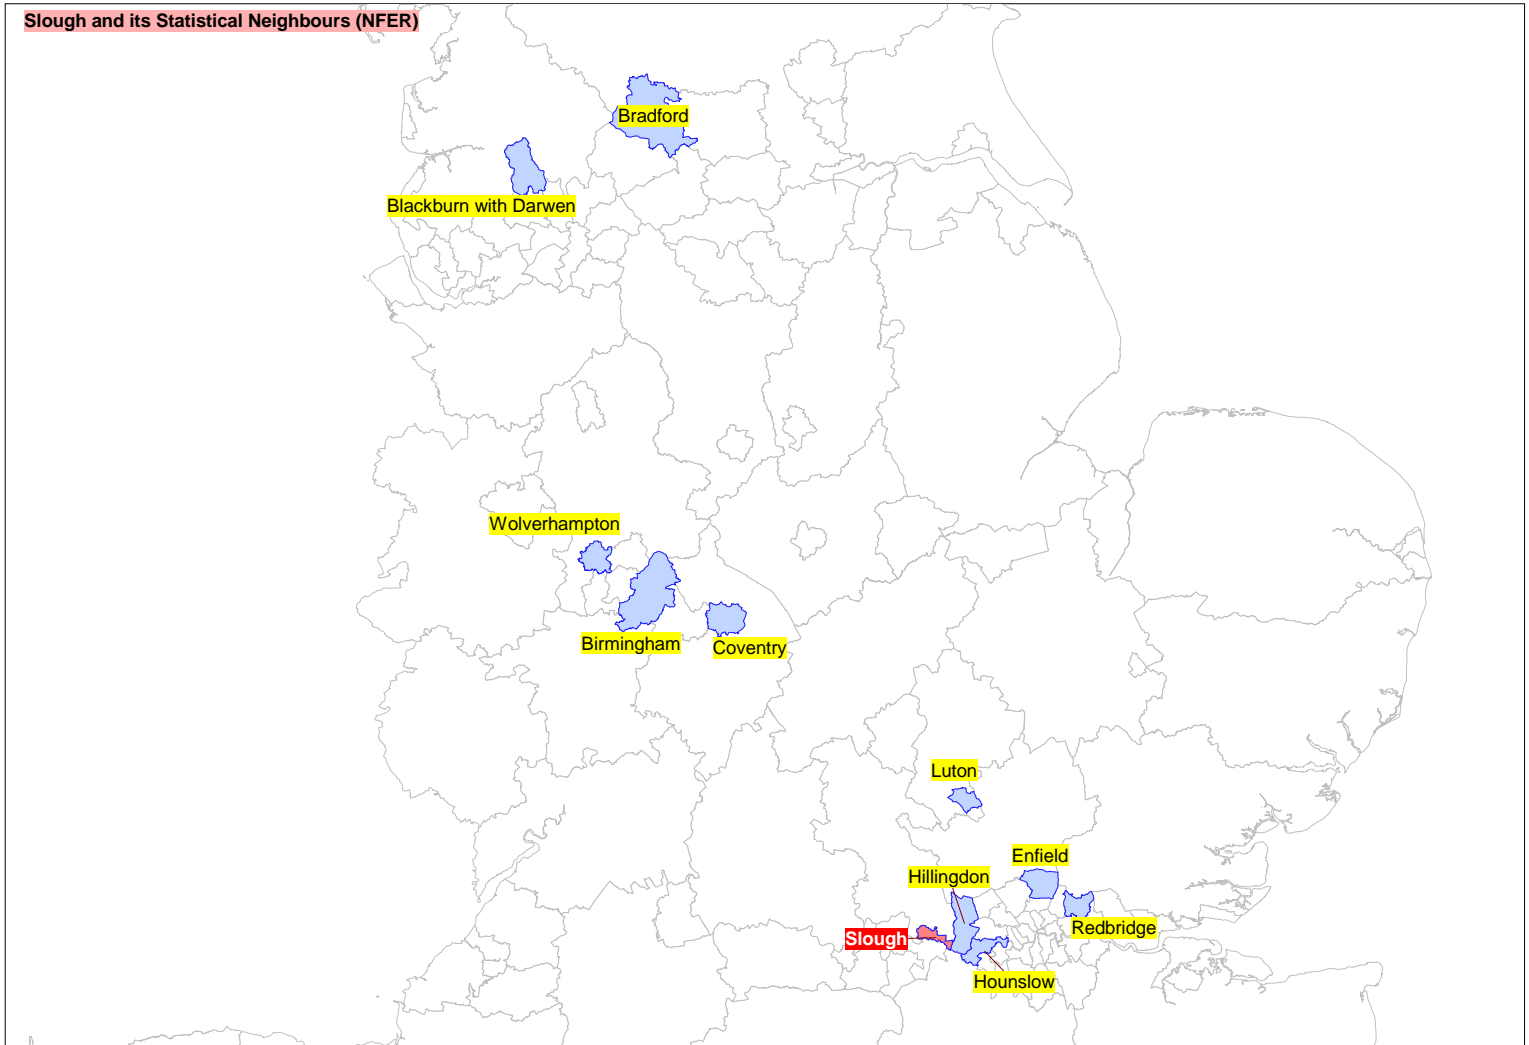 Slough and its Statistical Neighbours (NFER)
Bradford
Blackburn with Darwen
Wolverhampton
Birmingham
Coventry
Luton
Enfield
Hillingdon
Redbridge
Slough
Hounslow